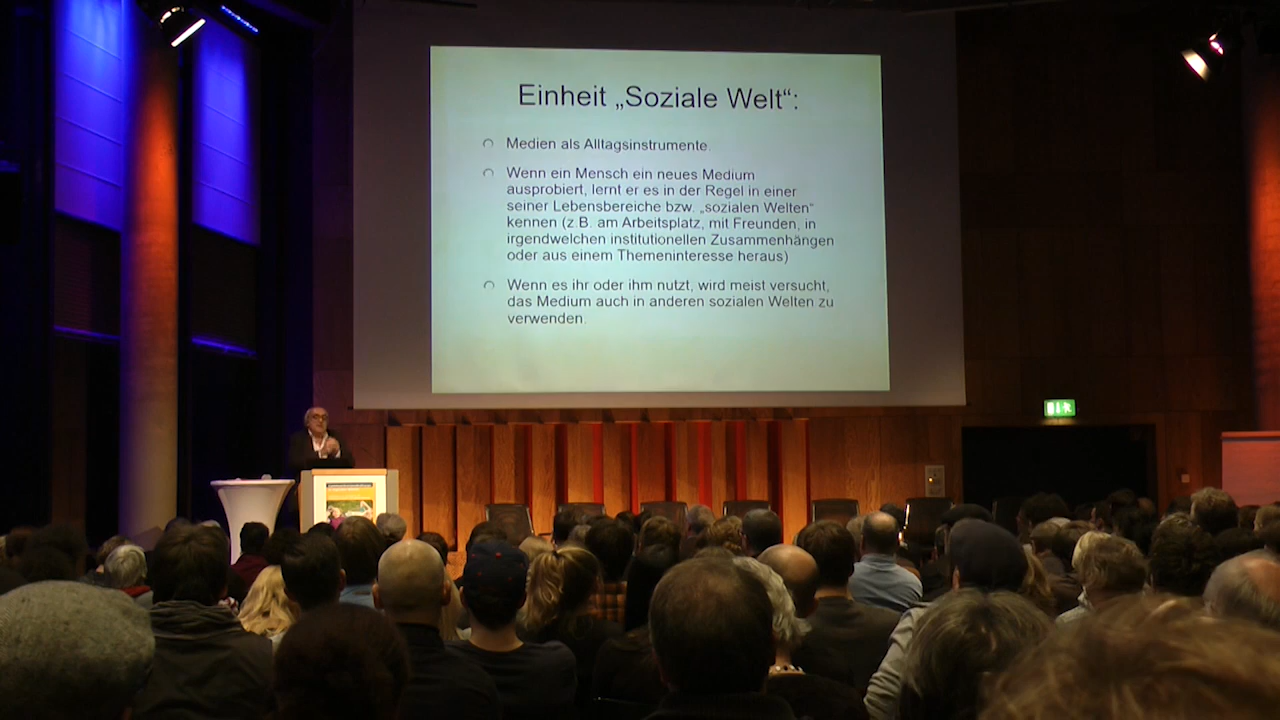 Einheit „Soziale Welt“:
Medien als Alltagsinstrumente.
Wenn ein Mensch ein neues Medium
ausprobiert, lernt er es in der Regel in einer
seiner Lebensbereiche bzw. „sozialen Welten“
kennen (z.B. am Arbeitsplatz, mit Freunden, in
irgendwelchen institutionellen Zusammenhängen
oder aus einem Themeninteresse heraus)
Wenn es ihr oder ihm nutzt, wird meist versucht,
das Medium auch in anderen sozialen Welten zu
verwenden.